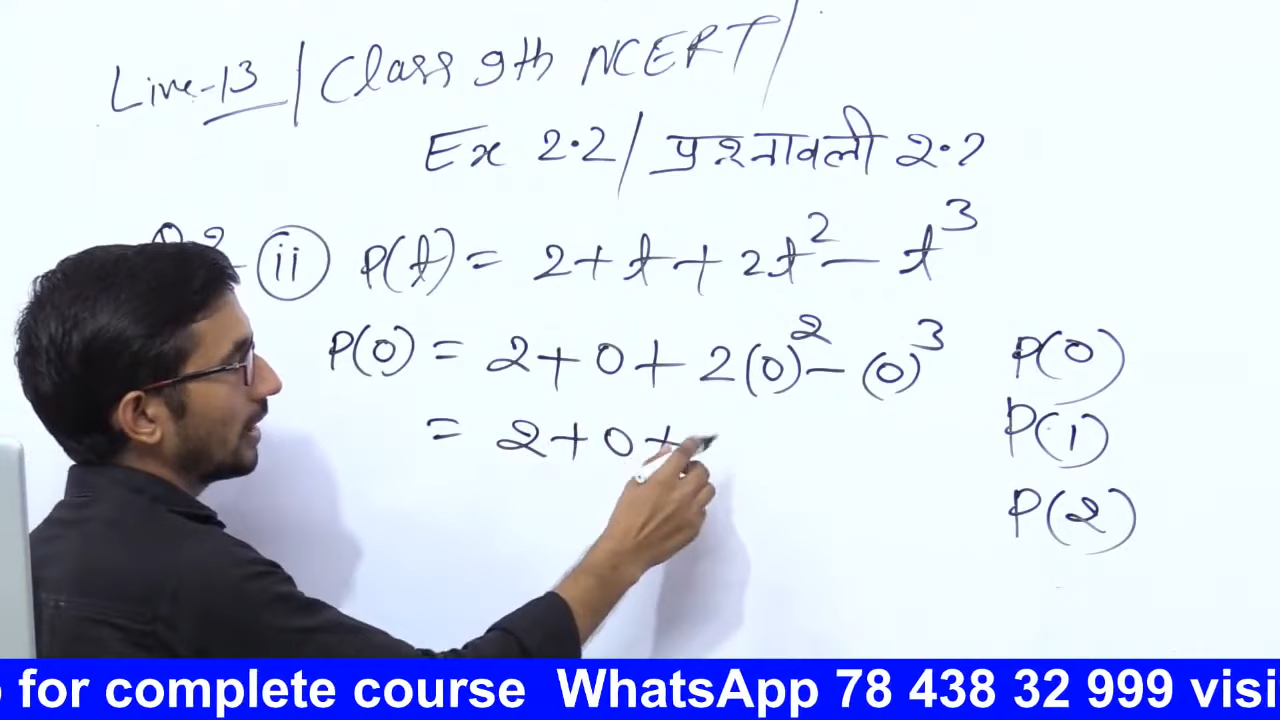 Live-13 / Class 9th NCERT /
Ex 2.2 / प्रश्नावली 2.2
(ii) P(t) = 2 + t + 2t² - t³
P(0) = 2 + 0 + 2(0)² - (0)³
= 2 + 0 +
P(0)
P(1)
P(2)
for complete course WhatsApp 78 438 32 999 visi